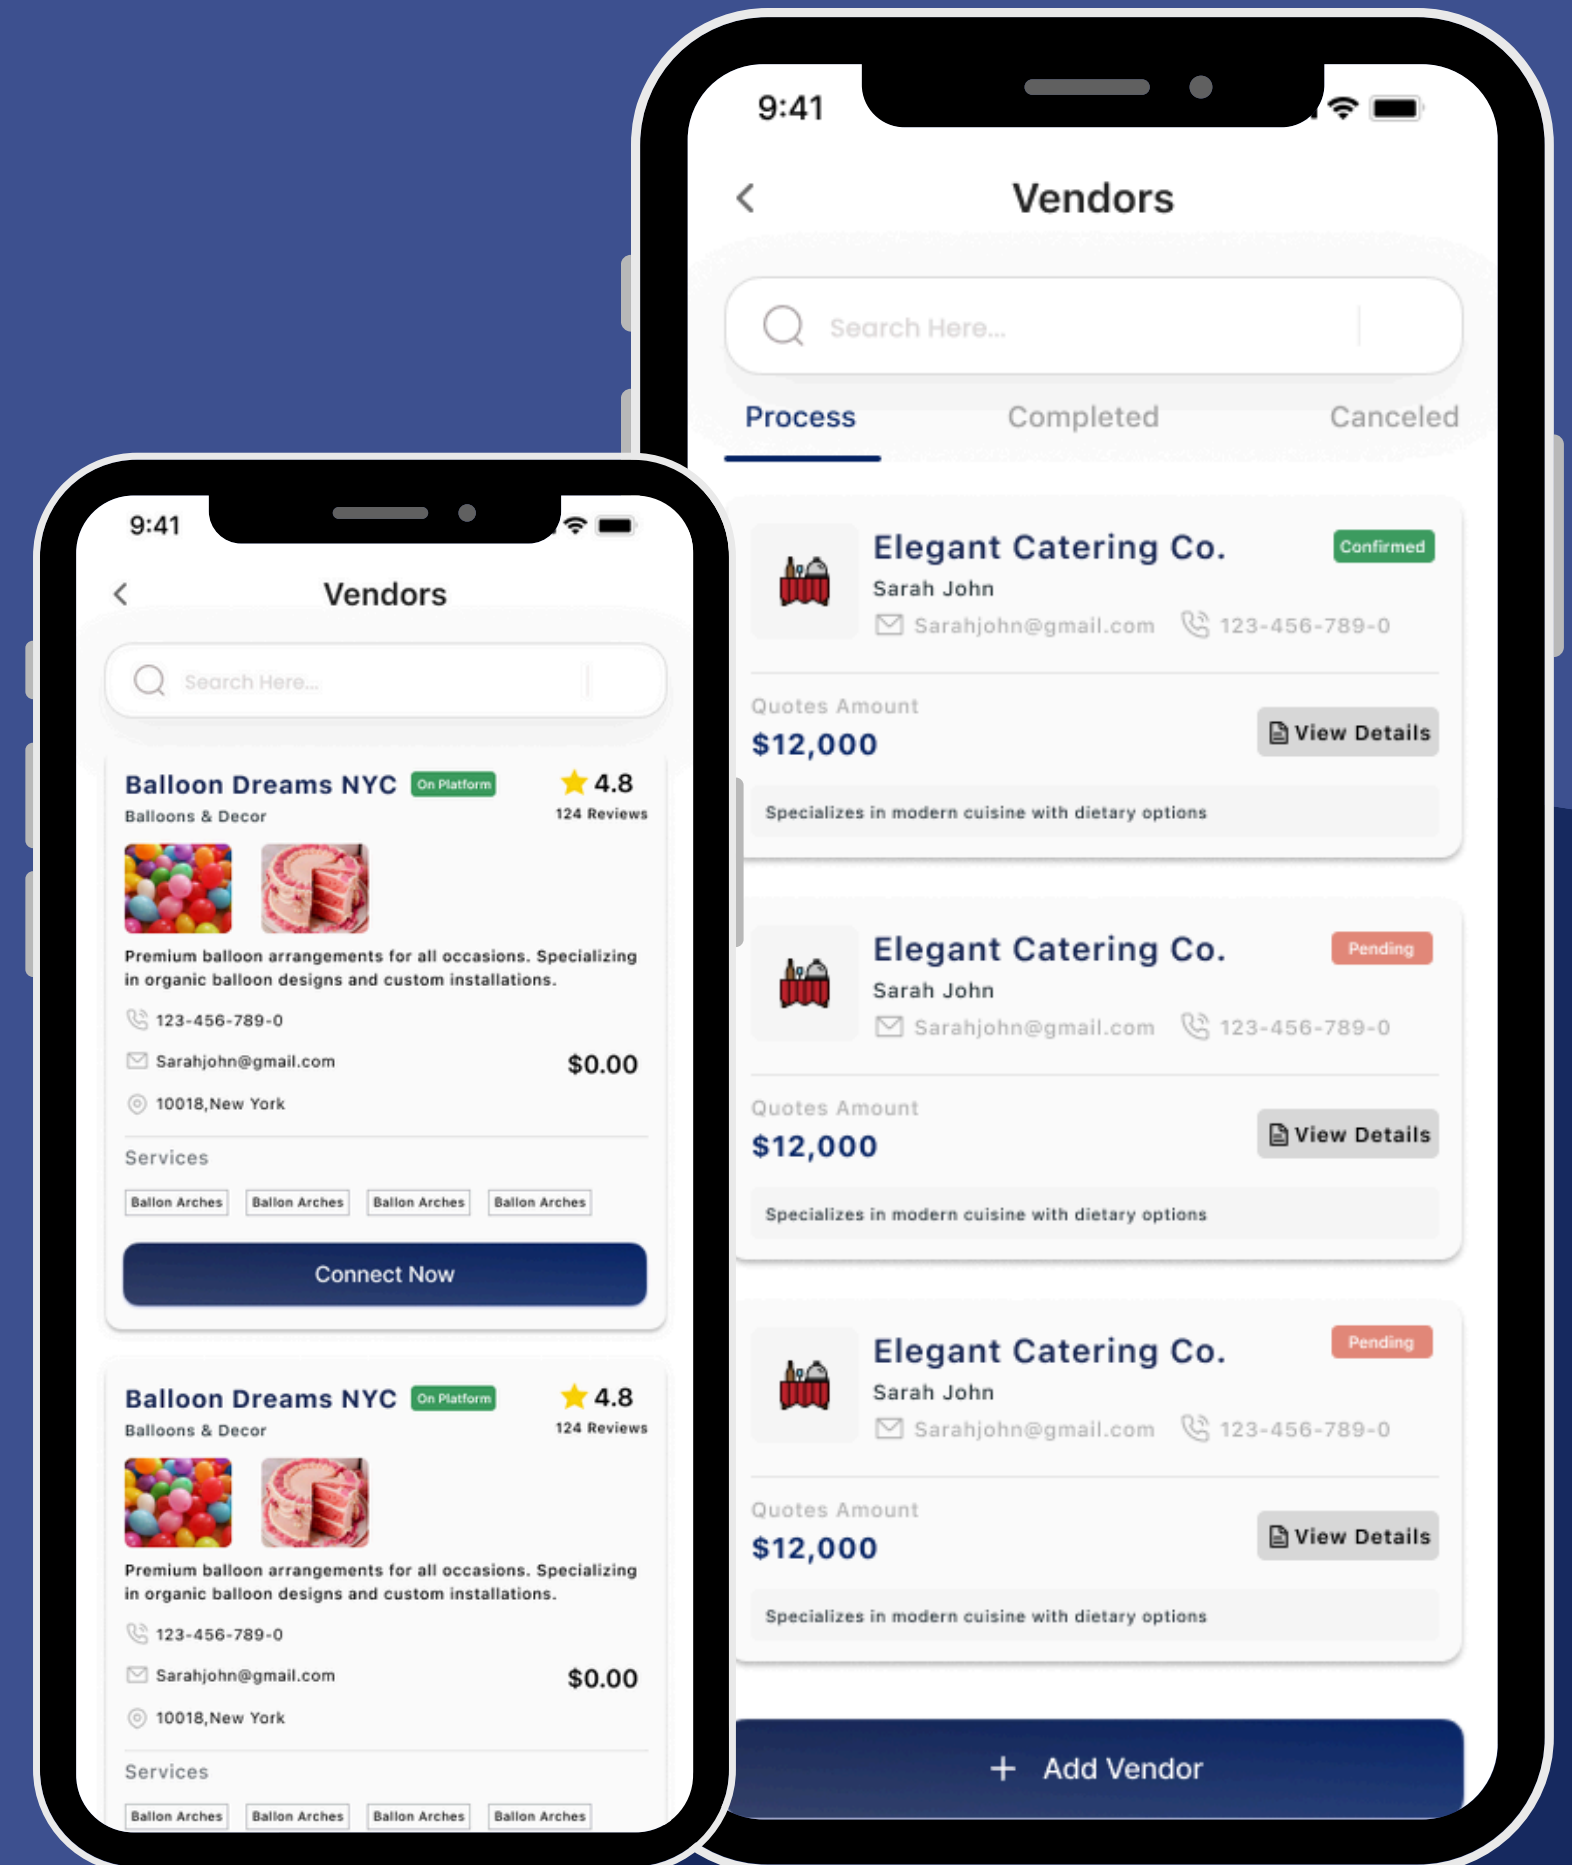 9:41
Vendors
Search Here...
Process Completed Canceled
Elegant Catering Co. Confirmed
Sarah John
Sarahjohn@gmail.com 123-456-789-0
Quotes Amount
$12,000
View Details
Specializes in modern cuisine with dietary options
Elegant Catering Co. Pending
Sarah John
Sarahjohn@gmail.com 123-456-789-0
Quotes Amount
$12,000
View Details
Specializes in modern cuisine with dietary options
Elegant Catering Co. Pending
Sarah John
Sarahjohn@gmail.com 123-456-789-0
Quotes Amount
$12,000
View Details
Specializes in modern cuisine with dietary options
+ Add Vendor
9:41
Vendors
Search Here...
Balloon Dreams NYC On Platform 4.8
Balloons & Decor 124 Reviews
Premium balloon arrangements for all occasions. Specializing
in organic balloon designs and custom installations.
123-456-789-0
Sarahjohn@gmail.com $0.00
10018,New York
Services
Ballon Arches Ballon Arches Ballon Arches Ballon Arches
Connect Now
Balloon Dreams NYC On Platform 4.8
Balloons & Decor 124 Reviews
Premium balloon arrangements for all occasions. Specializing
in organic balloon designs and custom installations.
123-456-789-0
Sarahjohn@gmail.com $0.00
10018,New York
Services
Ballon Arches Ballon Arches Ballon Arches Ballon Arches